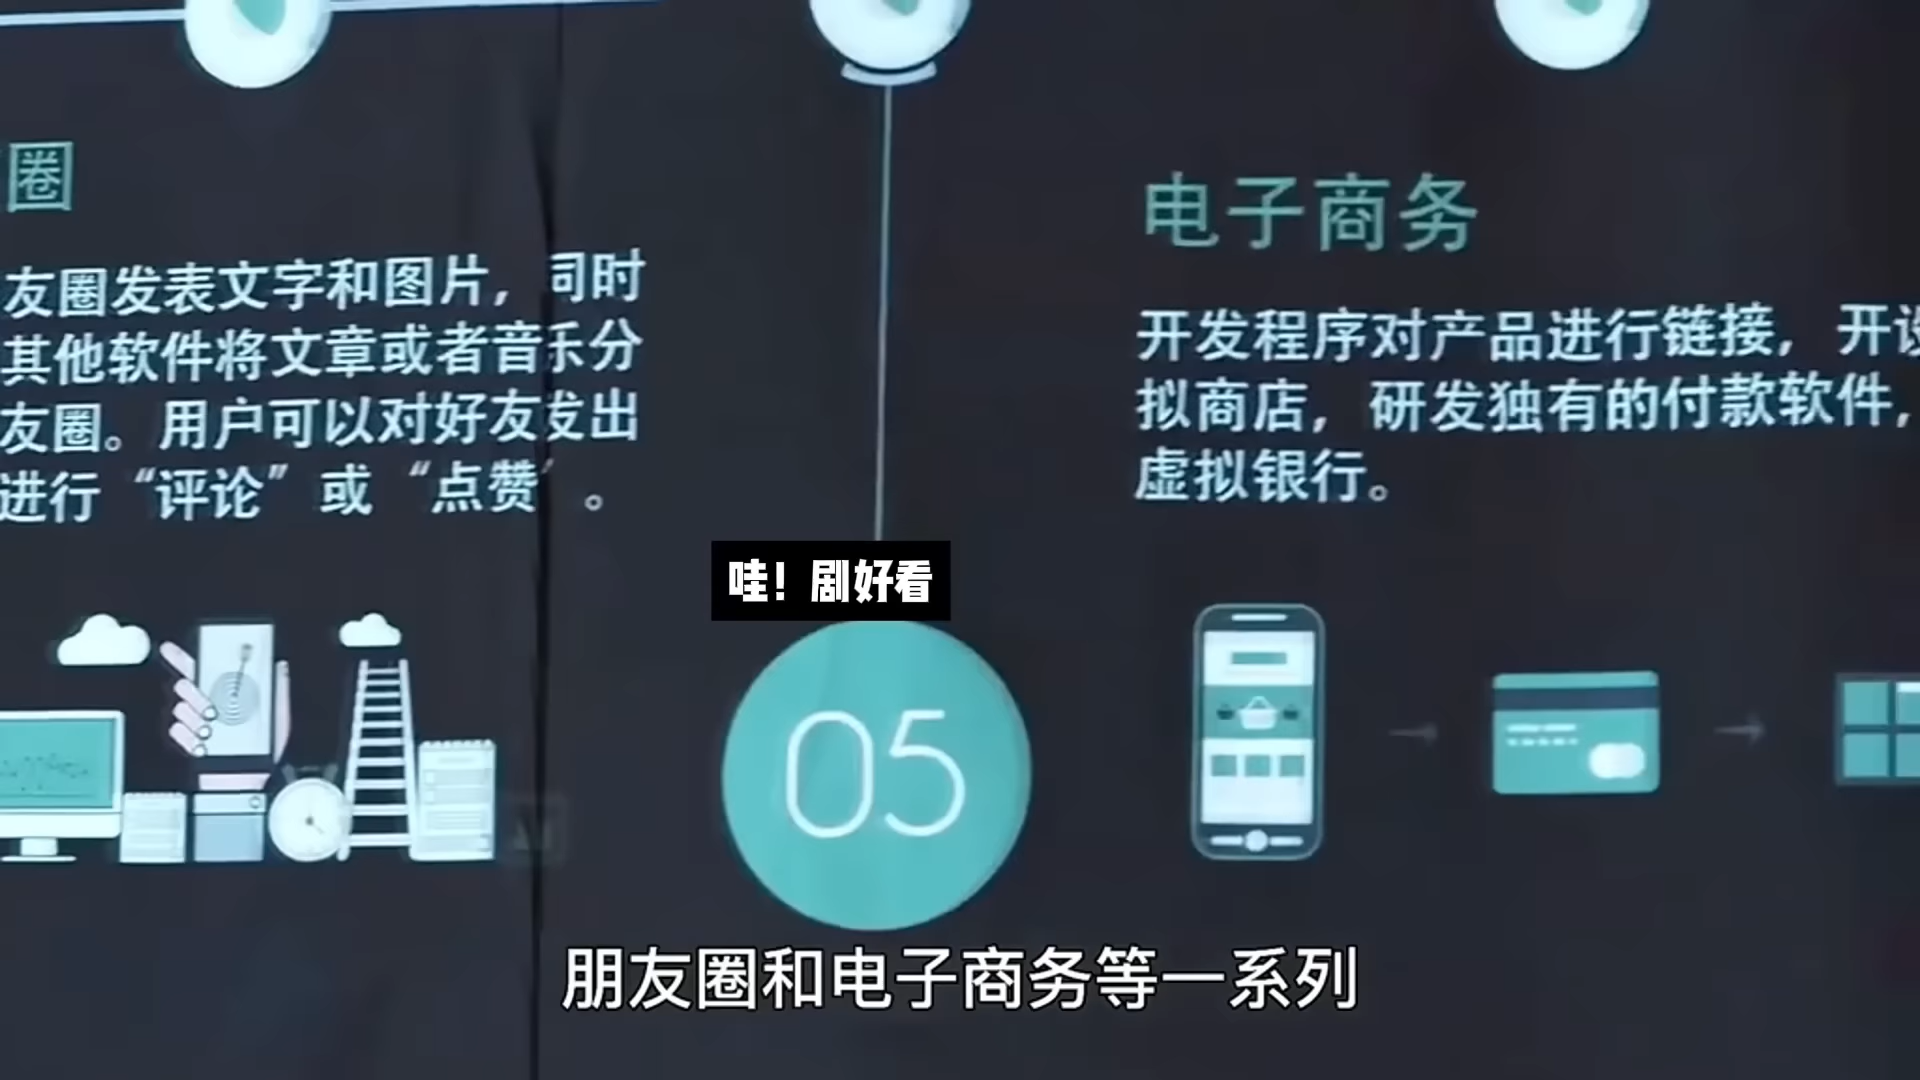 圈
友圈发表文字和图片，同时
其他软件将文章或者音乐分
友圈。用户可以对好友发出
进行“评论”或“点赞”。
电子商务
开发程序对产品进行链接，开设
拟商店，研发独有的付款软件，
虚拟银行。
哇！剧好看
05
朋友圈和电子商务等一系列